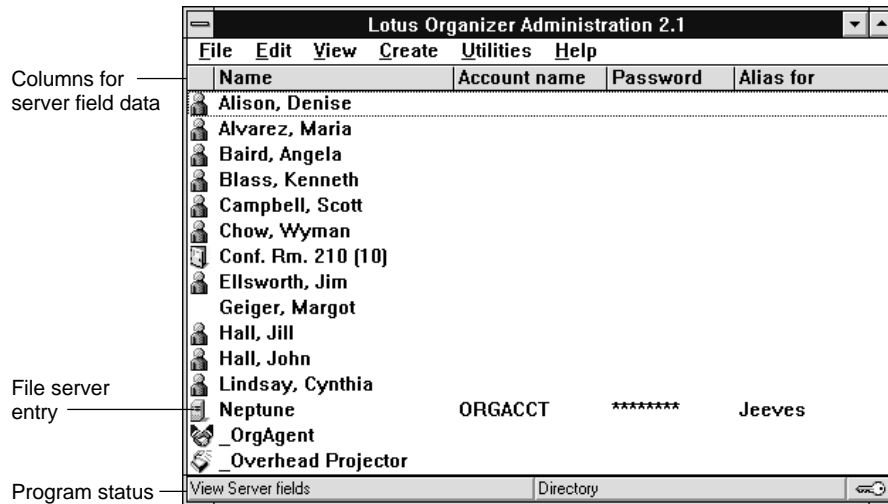 Lotus Organizer Administration 2.1
File Edit View Create Utilities Help
Columns for server field data
Name Account name Password Alias for
Alison, Denise
Alvarez, Maria
Baird, Angela
Blass, Kenneth
Campbell, Scott
Chow, Wyman
Conf. Rm. 210 (10)
Ellsworth, Jim
Geiger, Margot
Hall, Jill
Hall, John
Lindsay, Cynthia
File server entry
Neptune ORGACCT ******** Jeeves
_OrgAgent
_Overhead Projector
Program status
View Server fields Directory